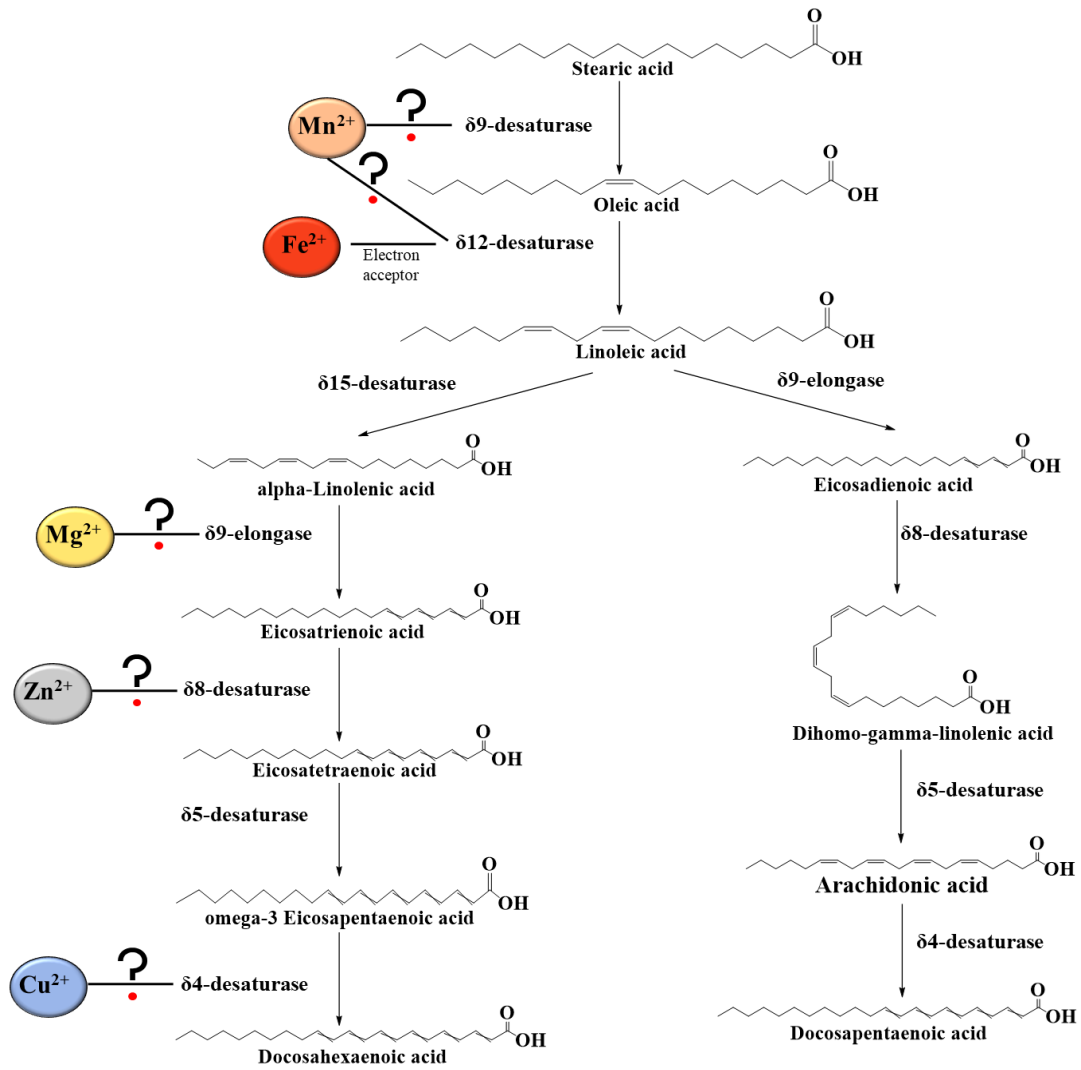 O
OH
Stearic acid
Mn²⁺
?
δ9-desaturase
?
O
OH
Oleic acid
Fe²⁺
Electron
acceptor
δ12-desaturase
O
OH
Linoleic acid
δ15-desaturase
δ9-elongase
O
OH
alpha-Linolenic acid
O
OH
Eicosadienoic acid
Mg²⁺
?
δ9-elongase
δ8-desaturase
O
OH
Eicosatrienoic acid
Zn²⁺
?
δ8-desaturase
O
OH
Dihomo-gamma-linolenic acid
O
OH
Eicosatetraenoic acid
δ5-desaturase
δ5-desaturase
O
OH
omega-3 Eicosapentaenoic acid
O
OH
Arachidonic acid
Cu²⁺
?
δ4-desaturase
δ4-desaturase
O
OH
Docosahexaenoic acid
O
OH
Docosapentaenoic acid